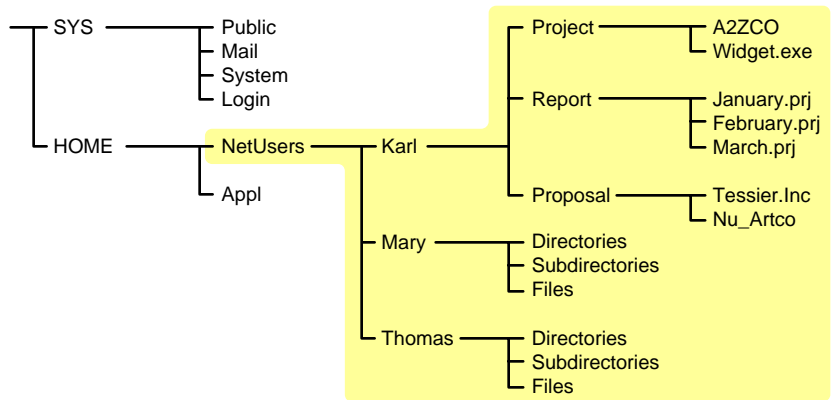 SYS Public Project A2ZCO
Mail Widget.exe
System
Login Report January.prj
February.prj
HOME NetUsers Karl March.prj
Appl Proposal Tessier.Inc
Nu_Artco
Mary Directories
Subdirectories
Files
Thomas Directories
Subdirectories
Files